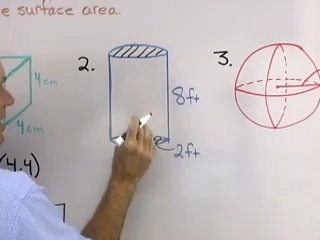 e surface area.
2.
3.
4cm
8ft
4cm
2ft
(4.4)